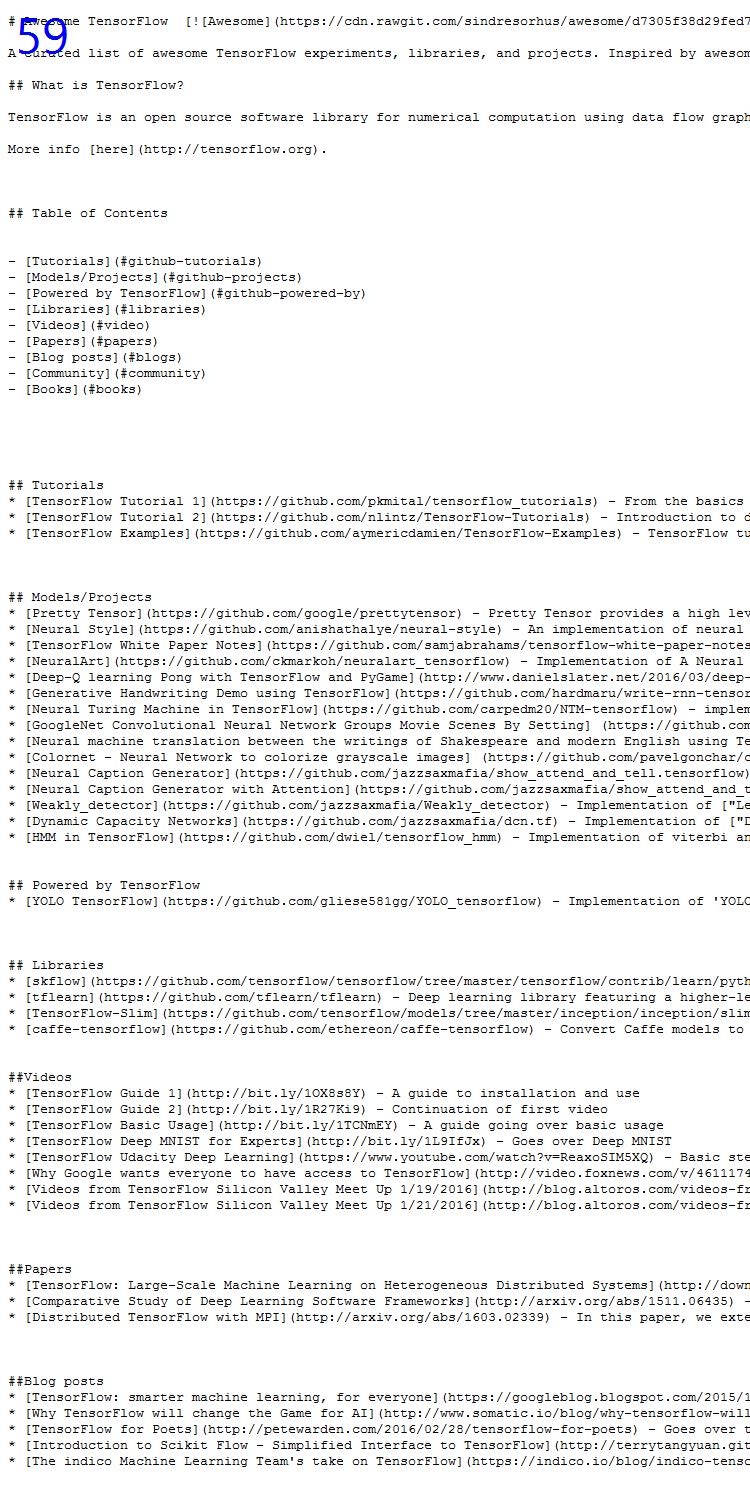 59
# Awesome TensorFlow  [![Awesome](https://cdn.rawgit.com/sindresorhus/awesome/d7305f38d29fed7
A curated list of awesome TensorFlow experiments, libraries, and projects. Inspired by awesom
## What is TensorFlow?
TensorFlow is an open source software library for numerical computation using data flow graph
More info [here](http://tensorflow.org).
## Table of Contents
- [Tutorials](#github-tutorials)
- [Models/Projects](#github-projects)
- [Powered by TensorFlow](#github-powered-by)
- [Libraries](#libraries)
- [Videos](#video)
- [Papers](#papers)
- [Blog posts](#blogs)
- [Community](#community)
- [Books](#books)
## Tutorials
* [TensorFlow Tutorial 1](https://github.com/pkmital/tensorflow_tutorials) - From the basics
* [TensorFlow Tutorial 2](https://github.com/nlintz/TensorFlow-Tutorials) - Introduction to d
* [TensorFlow Examples](https://github.com/aymericdamien/TensorFlow-Examples) - TensorFlow tu
## Models/Projects
* [Pretty Tensor](https://github.com/google/prettytensor) - Pretty Tensor provides a high lev
* [Neural Style](https://github.com/anishathalye/neural-style) - An implementation of neural
* [TensorFlow White Paper Notes](https://github.com/samjabrahams/tensorflow-white-paper-notes
* [NeuralArt](https://github.com/ckmarkoh/neuralart_tensorflow) - Implementation of A Neural
* [Deep-Q learning Pong with TensorFlow and PyGame](http://www.danielslater.net/2016/03/deep-
* [Generative Handwriting Demo using TensorFlow](https://github.com/hardmaru/write-rnn-tensor
* [Neural Turing Machine in TensorFlow](https://github.com/carpedm20/NTM-tensorflow) - implem
* [GoogleNet Convolutional Neural Network Groups Movie Scenes By Setting] (https://github.com
* [Neural machine translation between the writings of Shakespeare and modern English using Te
* [Colornet - Neural Network to colorize grayscale images] (https://github.com/pavelgonchar/c
* [Neural Caption Generator](https://github.com/jazzsaxmafia/show_attend_and_tell.tensorflow)
* [Neural Caption Generator with Attention](https://github.com/jazzsaxmafia/show_attend_and_t
* [Weakly_detector](https://github.com/jazzsaxmafia/Weakly_detector) - Implementation of ["Le
* [Dynamic Capacity Networks](https://github.com/jazzsaxmafia/dcn.tf) - Implementation of ["D
* [HMM in TensorFlow](https://github.com/dwiel/tensorflow_hmm) - Implementation of viterbi an
## Powered by TensorFlow
* [YOLO TensorFlow](https://github.com/gliese581gg/YOLO_tensorflow) - Implementation of 'YOLO
## Libraries
* [skflow](https://github.com/tensorflow/tensorflow/tree/master/tensorflow/contrib/learn/pyth
* [tflearn](https://github.com/tflearn/tflearn) - Deep learning library featuring a higher-le
* [TensorFlow-Slim](https://github.com/tensorflow/models/tree/master/inception/inception/slim
* [caffe-tensorflow](https://github.com/ethereon/caffe-tensorflow) - Convert Caffe models to
##Videos
* [TensorFlow Guide 1](http://bit.ly/1OX8s8Y) - A guide to installation and use
* [TensorFlow Guide 2](http://bit.ly/1R27Ki9) - Continuation of first video
* [TensorFlow Basic Usage](http://bit.ly/1TCNmEY) - A guide going over basic usage
* [TensorFlow Deep MNIST for Experts](http://bit.ly/1L9IfJx) - Goes over Deep MNIST
* [TensorFlow Udacity Deep Learning](https://www.youtube.com/watch?v=ReaxoSIM5XQ) - Basic ste
* [Why Google wants everyone to have access to TensorFlow](http://video.foxnews.com/v/4611174
* [Videos from TensorFlow Silicon Valley Meet Up 1/19/2016](http://blog.altoros.com/videos-fr
* [Videos from TensorFlow Silicon Valley Meet Up 1/21/2016](http://blog.altoros.com/videos-fr
##Papers
* [TensorFlow: Large-Scale Machine Learning on Heterogeneous Distributed Systems](http://down
* [Comparative Study of Deep Learning Software Frameworks](http://arxiv.org/abs/1511.06435) -
* [Distributed TensorFlow with MPI](http://arxiv.org/abs/1603.02339) - In this paper, we exte
##Blog posts
* [TensorFlow: smarter machine learning, for everyone](https://googleblog.blogspot.com/2015/1
* [Why TensorFlow will change the Game for AI](http://www.somatic.io/blog/why-tensorflow-will
* [TensorFlow for Poets](http://petewarden.com/2016/02/28/tensorflow-for-poets) - Goes over t
* [Introduction to Scikit Flow - Simplified Interface to TensorFlow](http://terrytangyuan.git
* [The indico Machine Learning Team's take on TensorFlow](https://indico.io/blog/indico-tenso